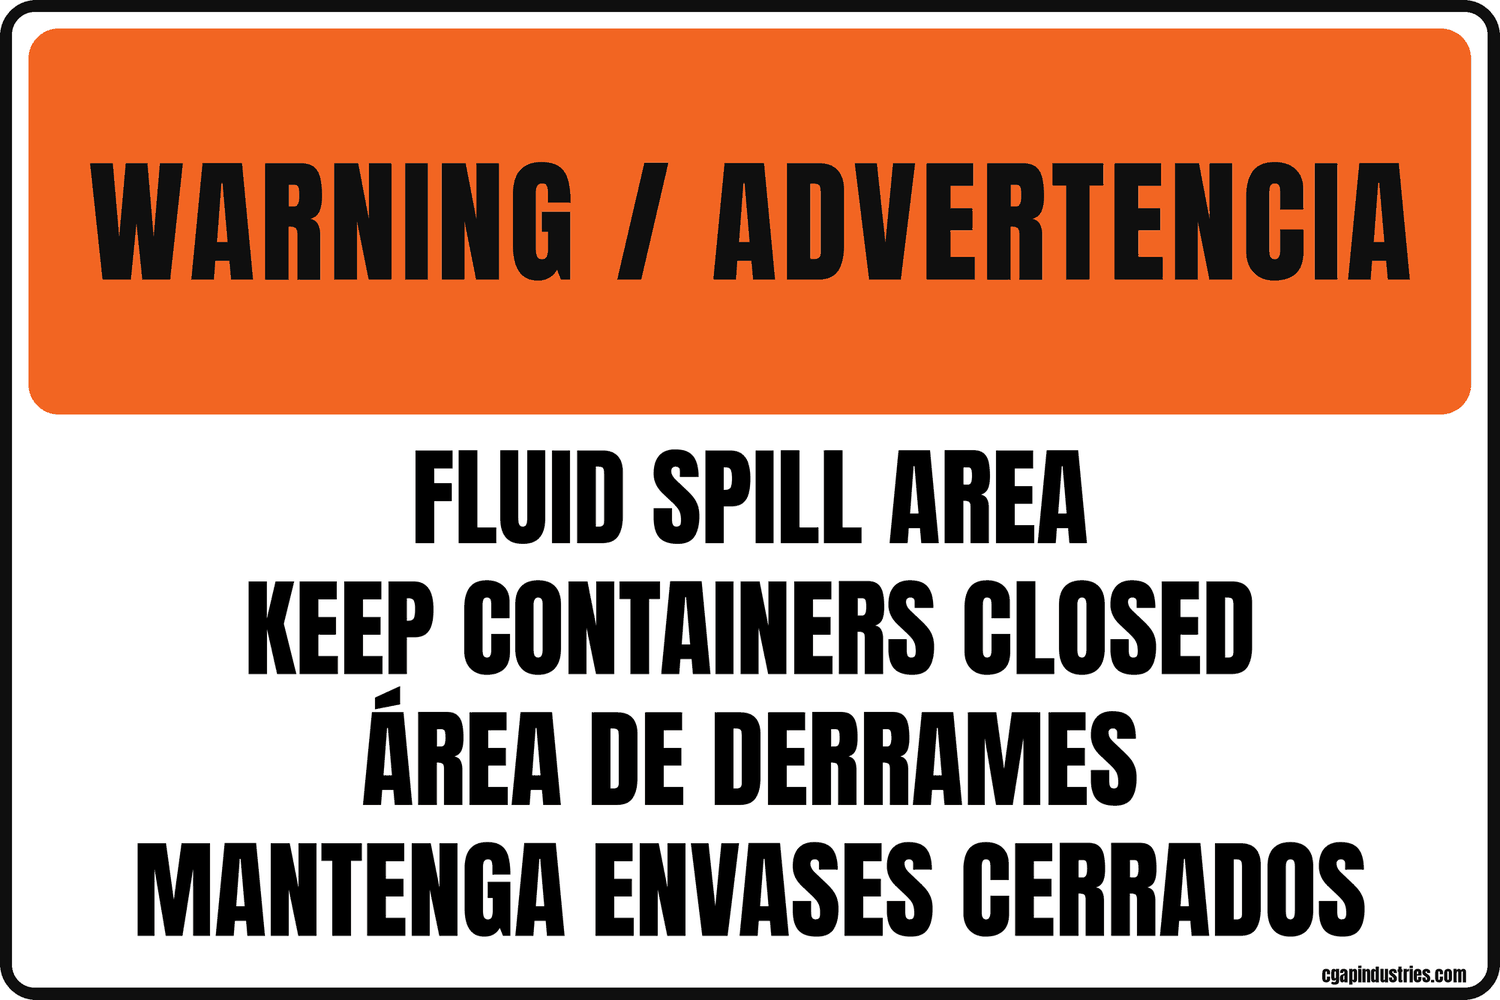 WARNING / ADVERTENCIA
FLUID SPILL AREA
KEEP CONTAINERS CLOSED
ÁREA DE DERRAMES
MANTENGA ENVASES CERRADOS
cgapindustries.com